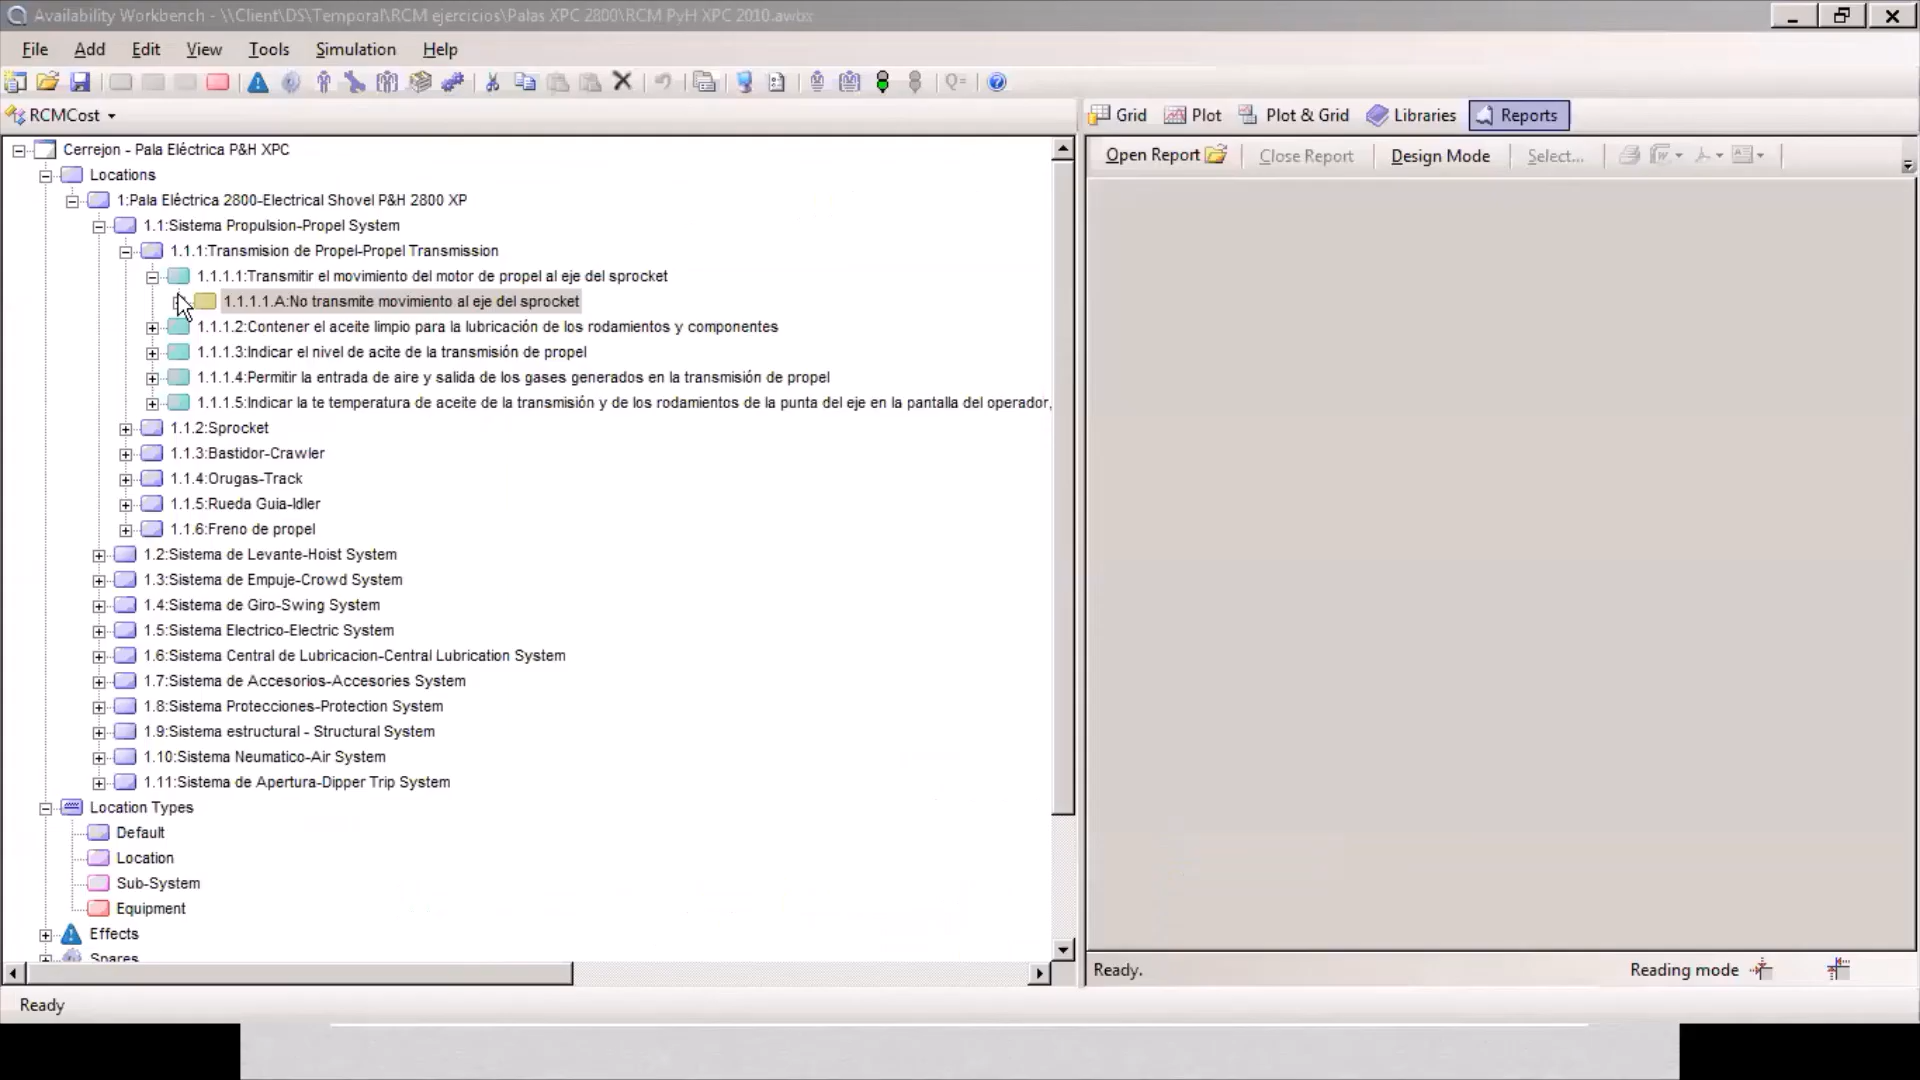 Availability Workbench - \\Client\DS\Temporal\RCM ejercicios\Palas XPC 2800\RCM PyH XPC 2010.awbx
File Add Edit View Tools Simulation Help
RCMCost
Grid Plot Plot & Grid Libraries Reports
Open Report Close Report Design Mode Select...
Cerrejon - Pala Eléctrica P&H XPC
Locations
1:Pala Eléctrica 2800-Electrical Shovel P&H 2800 XP
1.1:Sistema Propulsion-Propel System
1.1.1:Transmision de Propel-Propel Transmission
1.1.1.1:Transmitir el movimiento del motor de propel al eje del sprocket
1.1.1.1.A:No transmite movimiento al eje del sprocket
1.1.1.2:Contener el aceite limpio para la lubricación de los rodamientos y componentes
1.1.1.3:Indicar el nivel de acite de la transmisión de propel
1.1.1.4:Permitir la entrada de aire y salida de los gases generados en la transmisión de propel
1.1.1.5:Indicar la te temperatura de aceite de la transmisión y de los rodamientos de la punta del eje en la pantalla del operador,
1.1.2:Sprocket
1.1.3:Bastidor-Crawler
1.1.4:Orugas-Track
1.1.5:Rueda Guia-Idler
1.1.6:Freno de propel
1.2:Sistema de Levante-Hoist System
1.3:Sistema de Empuje-Crowd System
1.4:Sistema de Giro-Swing System
1.5:Sistema Electrico-Electric System
1.6:Sistema Central de Lubricacion-Central Lubrication System
1.7:Sistema de Accesorios-Accesories System
1.8:Sistema Protecciones-Protection System
1.9:Sistema estructural - Structural System
1.10:Sistema Neumatico-Air System
1.11:Sistema de Apertura-Dipper Trip System
Location Types
Default
Location
Sub-System
Equipment
Effects
Spares
Ready. Reading mode
Ready